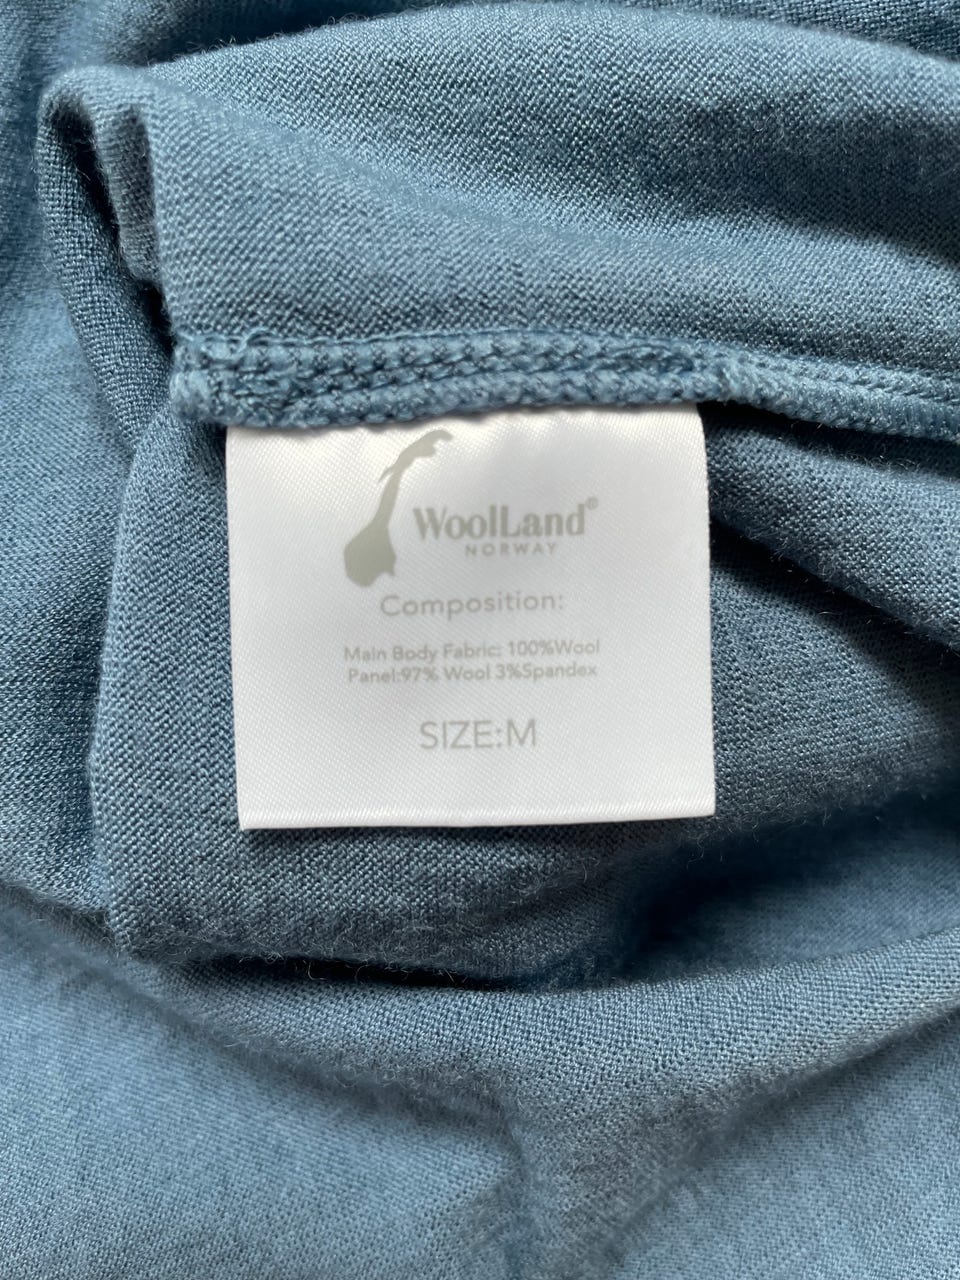 WoolLand®
NORWAY
Composition:
Main Body Fabric: 100%Wool
Panel:97% Wool 3%Spandex
SIZE:M